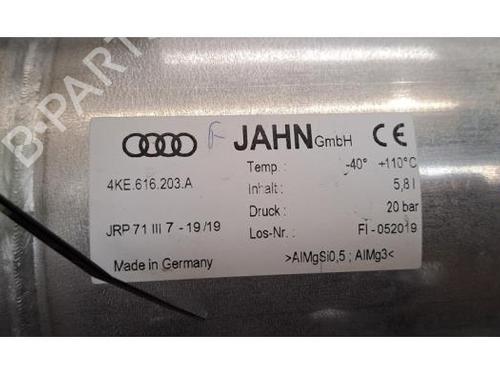 B-PARTS
F JAHN GmbH CE
4KE.616.203.A
Temp.: -40° +110°C
Inhalt: 5,8 l
Druck: 20 bar
JRP 71 III 7 - 19/19
Los-Nr.: FI - 052019
Made in Germany >AlMgSi0,5 ; AlMg3<